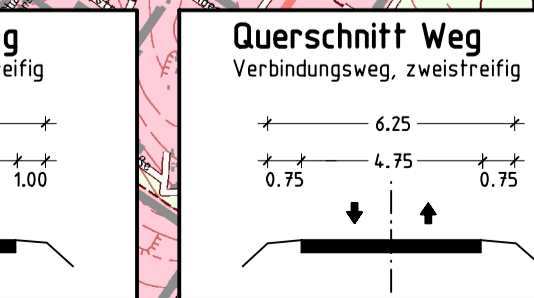 g
eifig
1.00
Querschnitt Weg
Verbindungsweg, zweistreifig
6.25
4.75
0.75
0.75